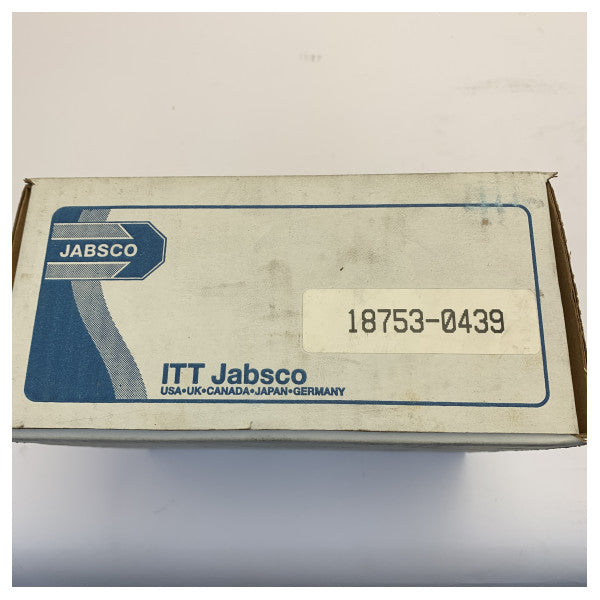 JABSCO
18753-0439
ITT Jabsco
USA•UK•CANADA•JAPAN•GERMANY